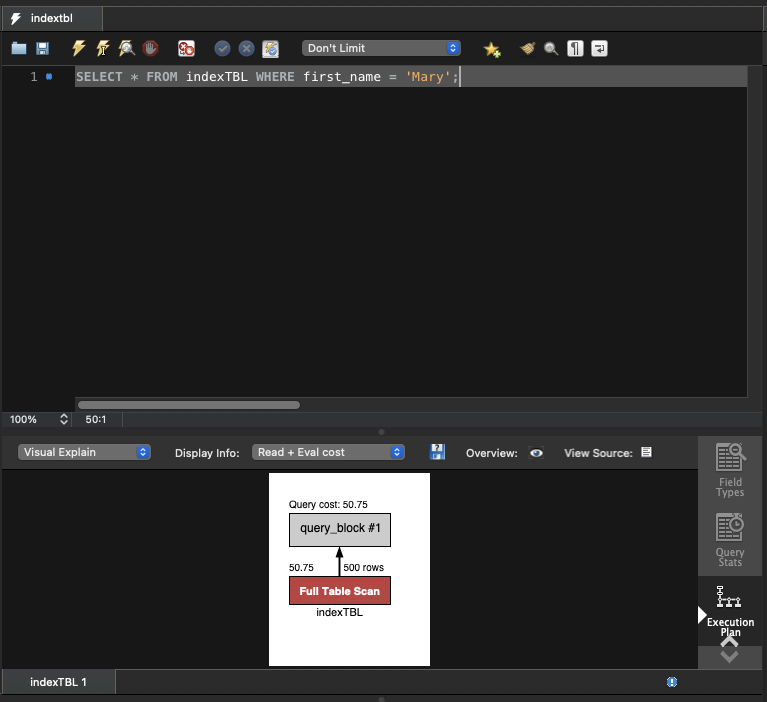 indextbl
Don't Limit
1 SELECT * FROM indexTBL WHERE first_name = 'Mary';
100% 50:1
Visual Explain Display Info: Read + Eval cost Overview: View Source:
Query cost: 50.75
query_block #1
50.75 500 rows
Full Table Scan
indexTBL
Field
Types
Query
Stats
Execution
Plan
indexTBL 1